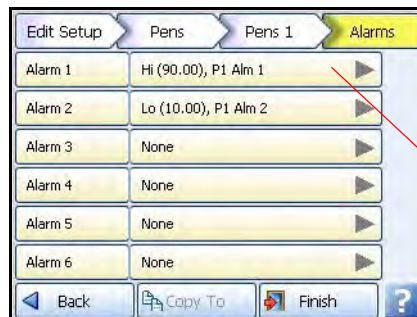 Edit Setup Pens Pens 1 Alarms
Alarm 1 Hi (90.00), P1 Alm 1
Alarm 2 Lo (10.00), P1 Alm 2
Alarm 3 None
Alarm 4 None
Alarm 5 None
Alarm 6 None
Back Copy To Finish ?